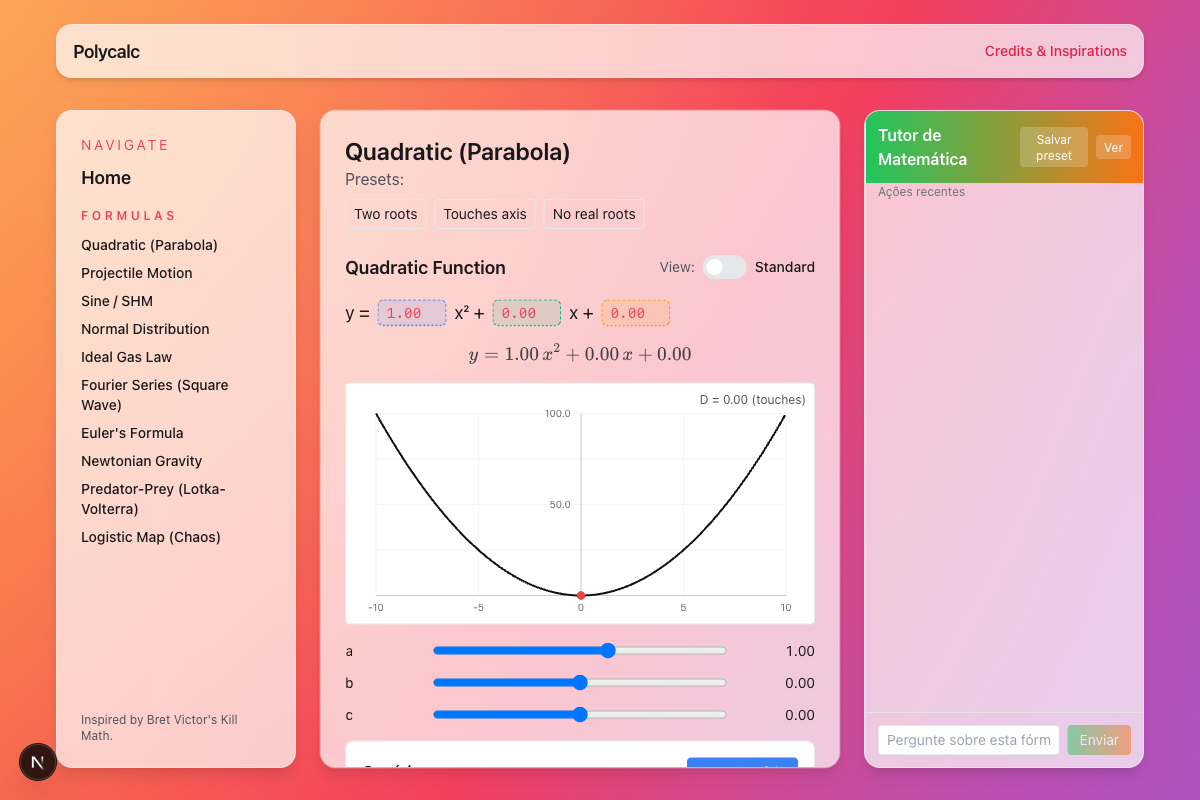 Polycalc
Credits & Inspirations
NAVIGATE
Home
FORMULAS
Quadratic (Parabola)
Projectile Motion
Sine / SHM
Normal Distribution
Ideal Gas Law
Fourier Series (Square
Wave)
Euler's Formula
Newtonian Gravity
Predator-Prey (Lotka-
Volterra)
Logistic Map (Chaos)
Inspired by Bret Victor's Kill
Math.
N
Quadratic (Parabola)
Presets:
Two roots
Touches axis
No real roots
Quadratic Function
View:
Standard
y = 1.00 x² + 0.00 x + 0.00
y = 1.00 x² + 0.00 x + 0.00
D = 0.00 (touches)
100.0
50.0
-10 -5 0 5 10
a 1.00
b 0.00
c 0.00
Tutor de
Matemática
Salvar
preset
Ver
Ações recentes
Pergunte sobre esta fórm
Enviar